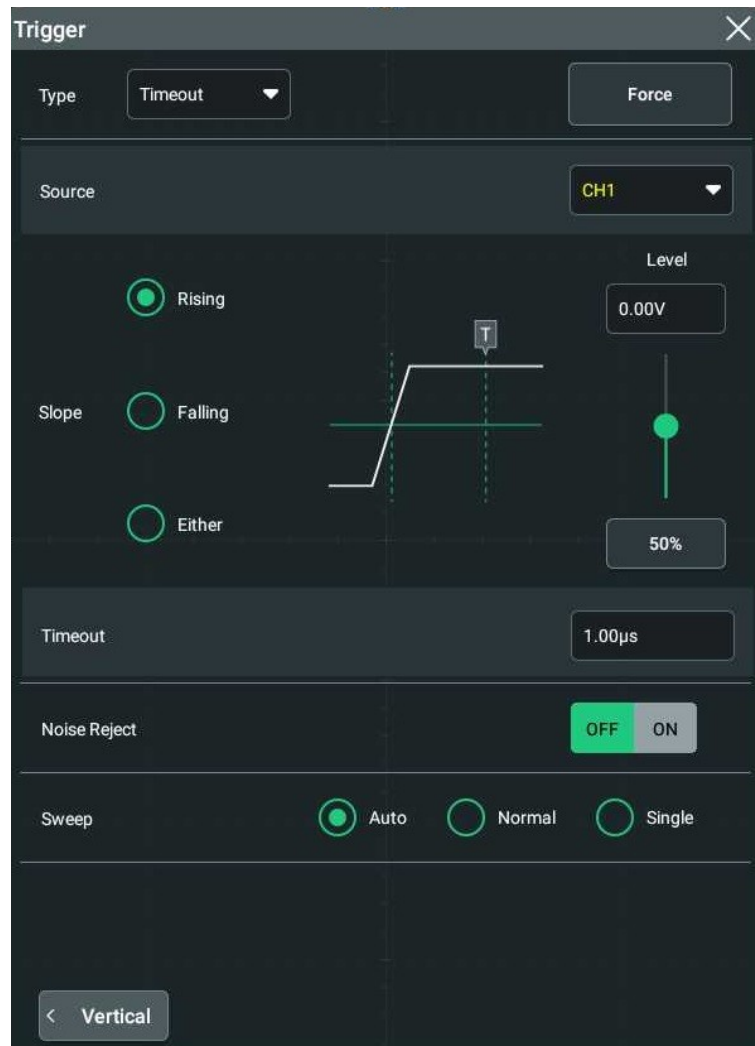 Trigger
Type Timeout Force
Source CH1
Level
Rising 0.00V
T
Slope Falling
Either 50%
Timeout 1.00µs
Noise Reject OFF ON
Sweep Auto Normal Single
< Vertical